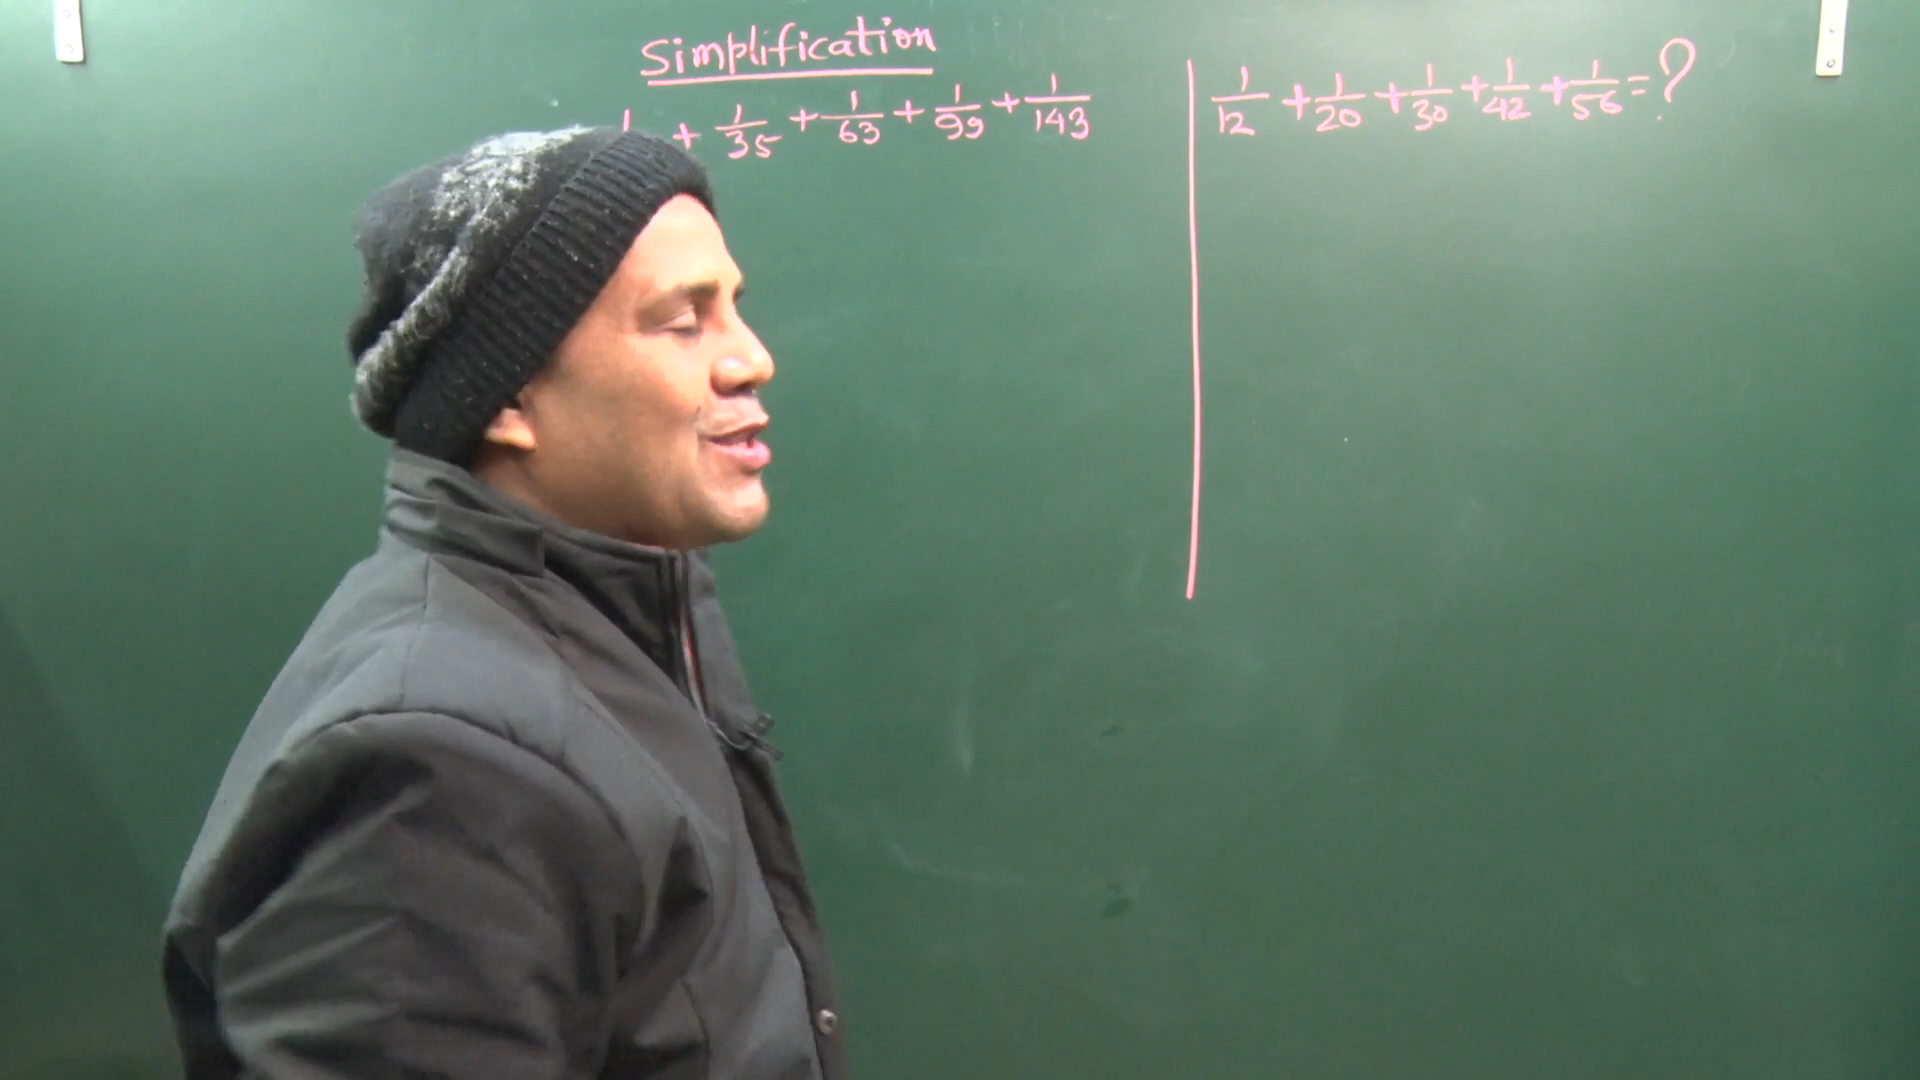 Simplification
+ 1/35 + 1/63 + 1/99 + 1/143
1/12 + 1/20 + 1/30 + 1/42 + 1/56 = ?